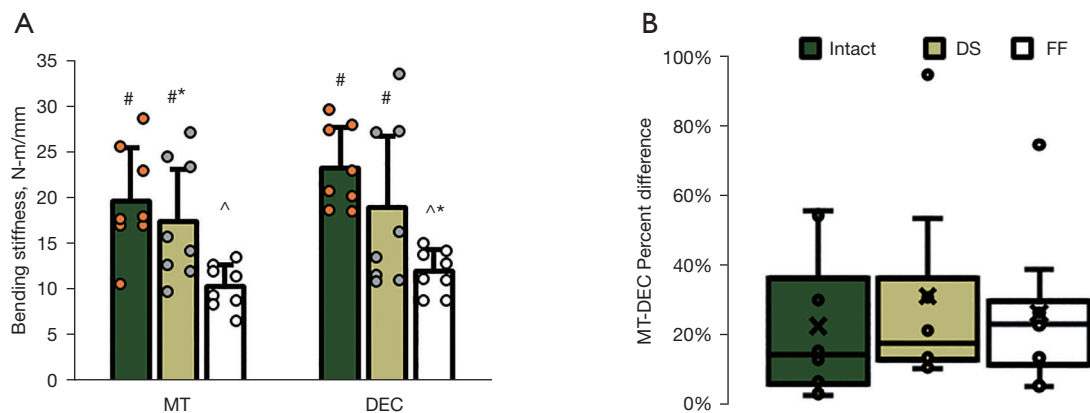 A
Bending stiffness, N-m/mm
35
30
25
20
15
10
5
0
#
#*
^
#
#
^*
MT
DEC
B
Intact
DS
FF
MT-DEC Percent difference
100%
80%
60%
40%
20%
0%